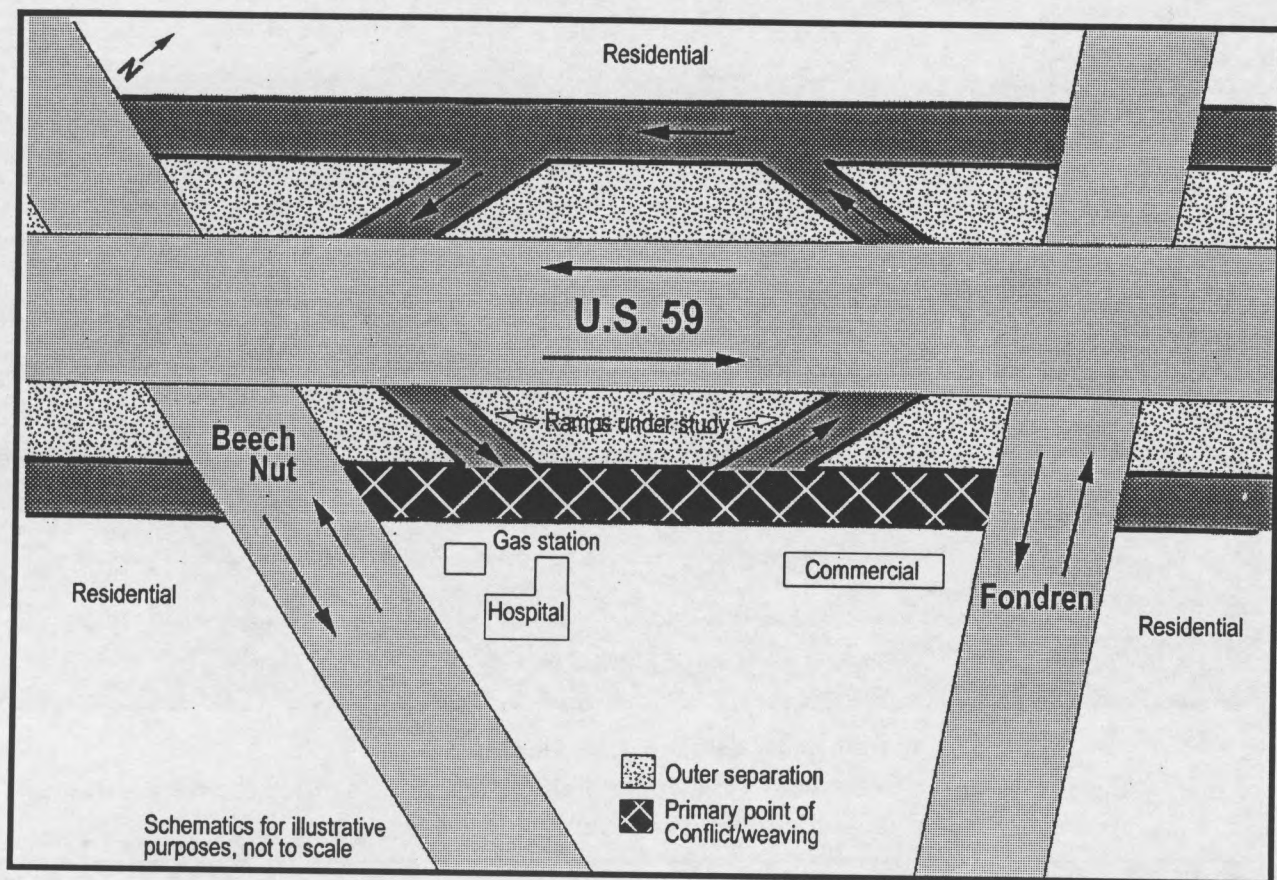 N
Residential
U.S. 59
Ramps under study
Beech
Nut
Gas station
Hospital
Commercial
Fondren
Residential
Residential
Outer separation
Primary point of
Conflict/weaving
Schematics for illustrative
purposes, not to scale